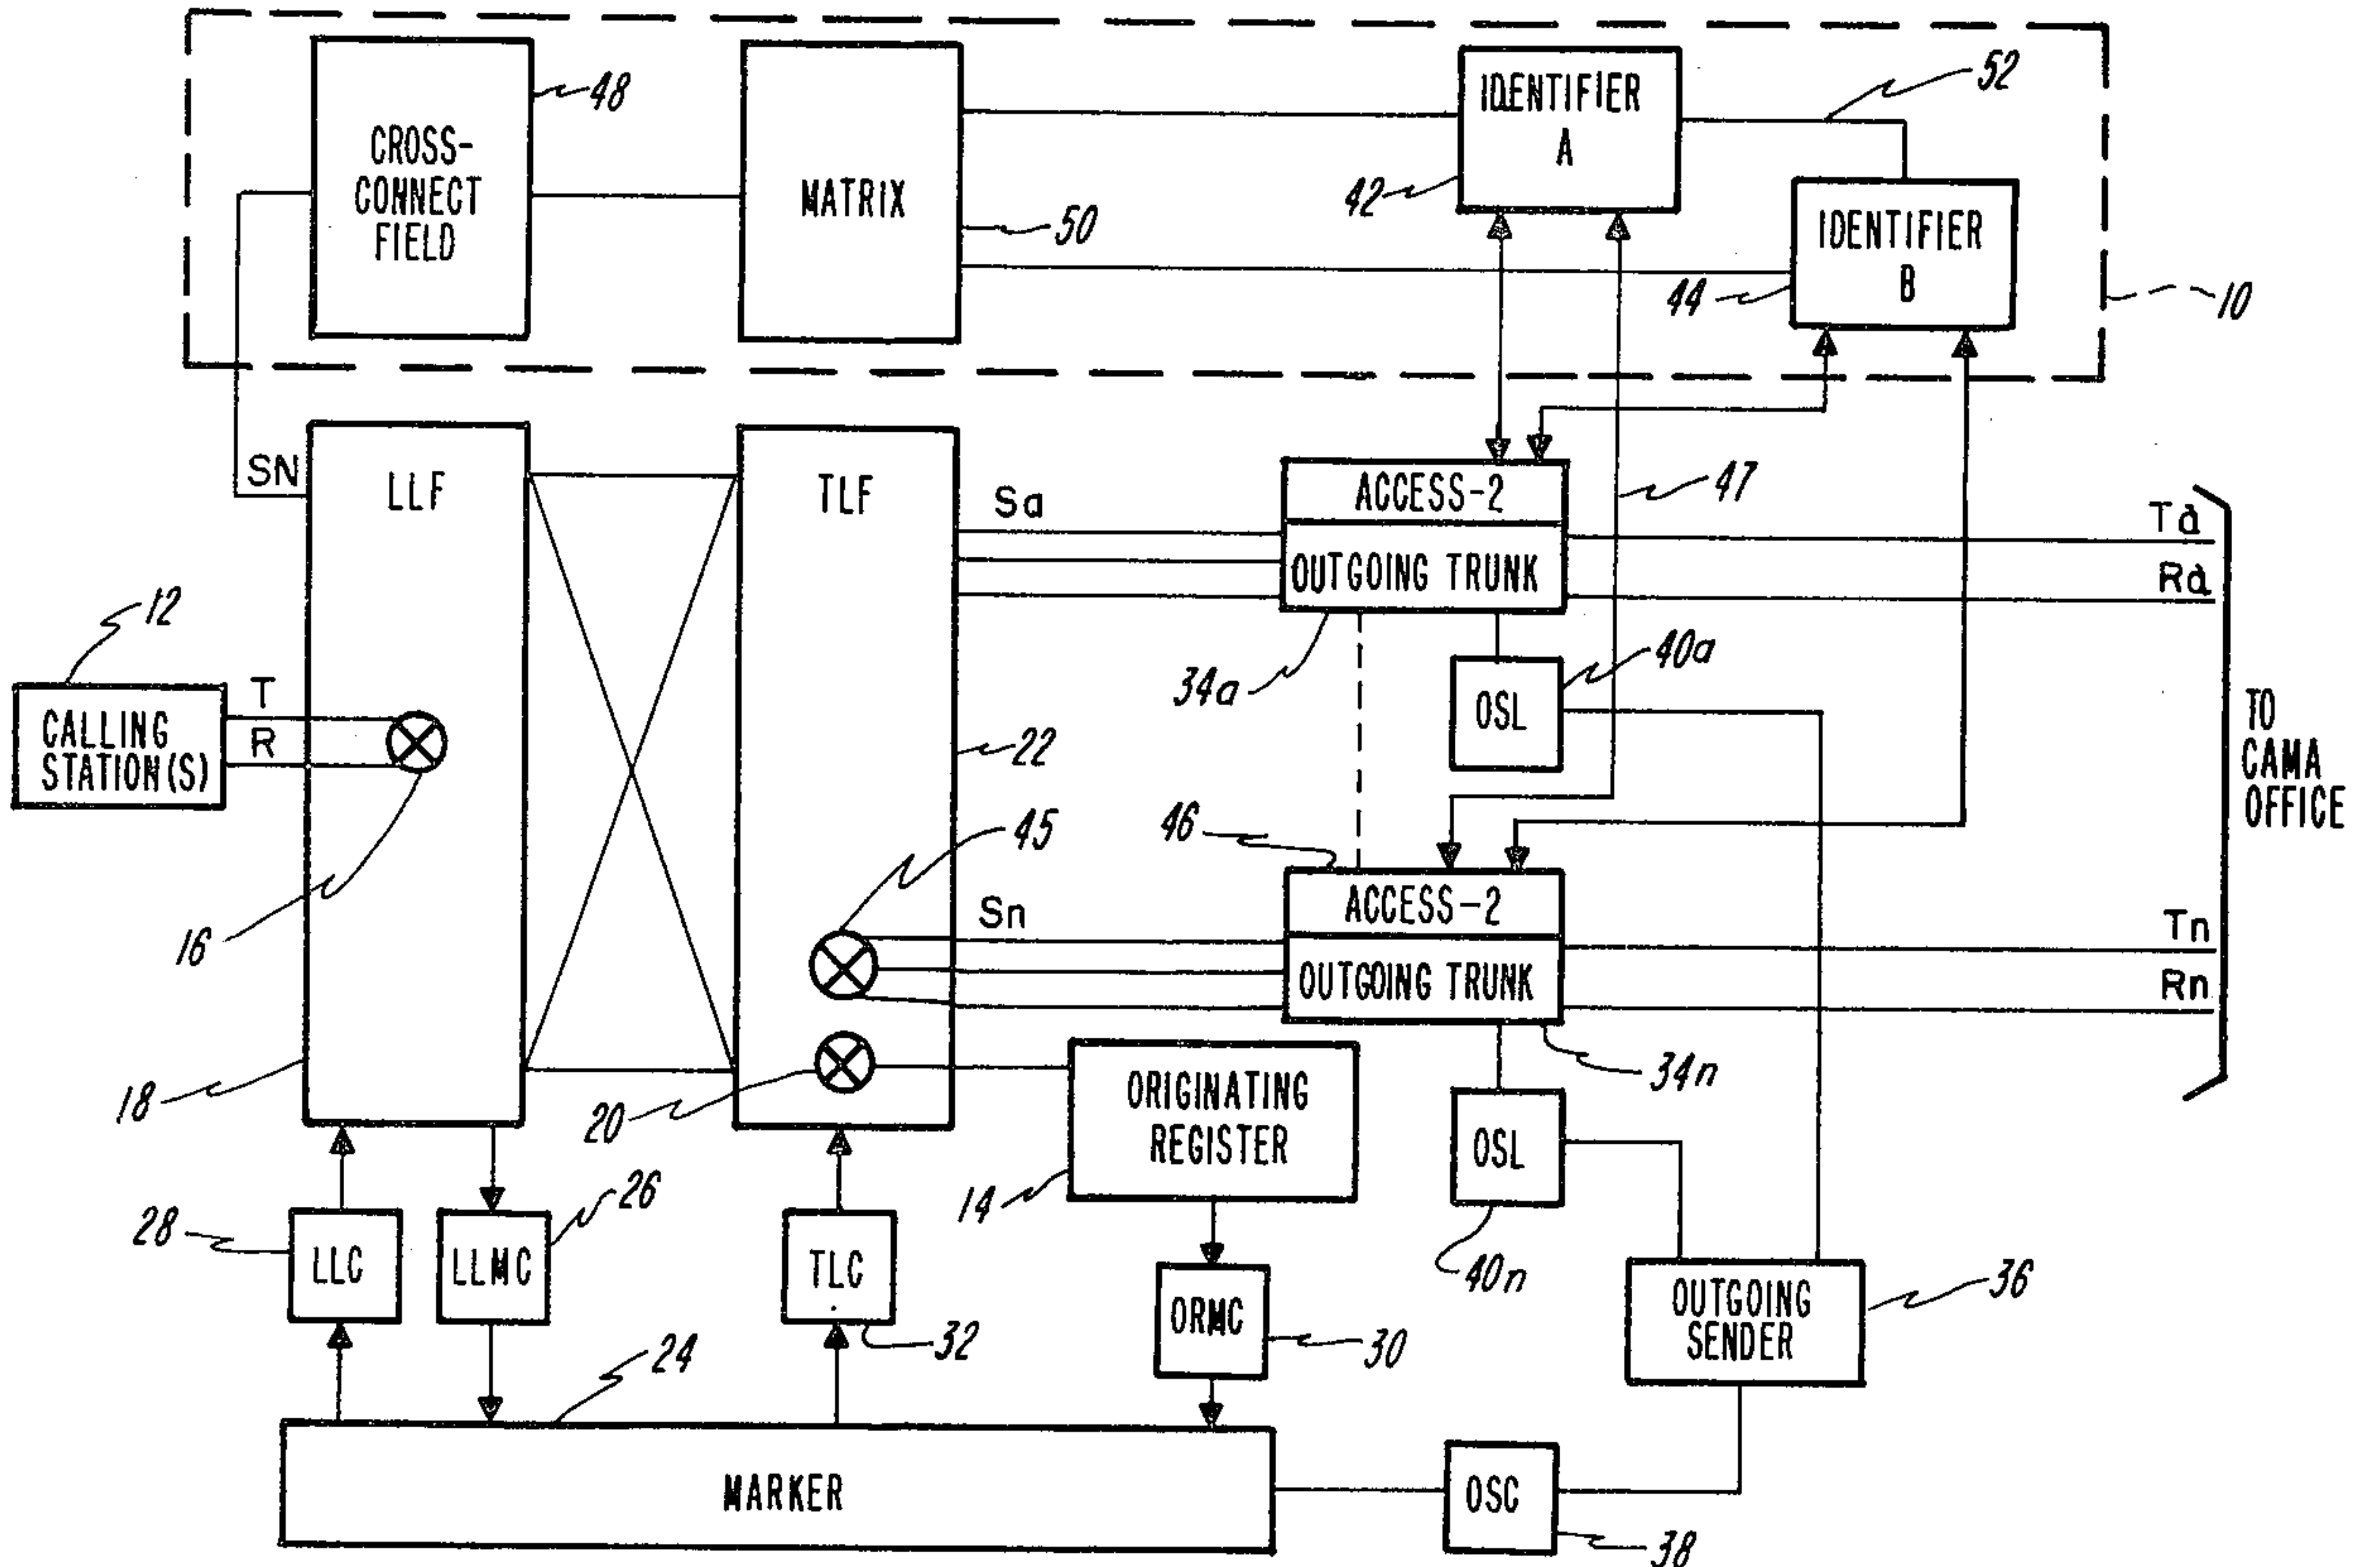 48
CROSS-
CONNECT
FIELD
MATRIX
50
IDENTIFIER
A
42
52
IDENTIFIER
B
44
10
SN
LLF
TLF
Sa
ACCESS-2
OUTGOING TRUNK
47
Ta
Ra
12
T
R
CALLING
STATION(S)
16
22
34a
40a
OSL
TO
CAMA
OFFICE
45
46
Sn
ACCESS-2
OUTGOING TRUNK
Tn
Rn
34n
18
20
ORIGINATING
REGISTER
14
OSL
40n
28
LLC
LLMC
26
TLC
32
ORMC
30
OUTGOING
SENDER
36
24
MARKER
OSC
38